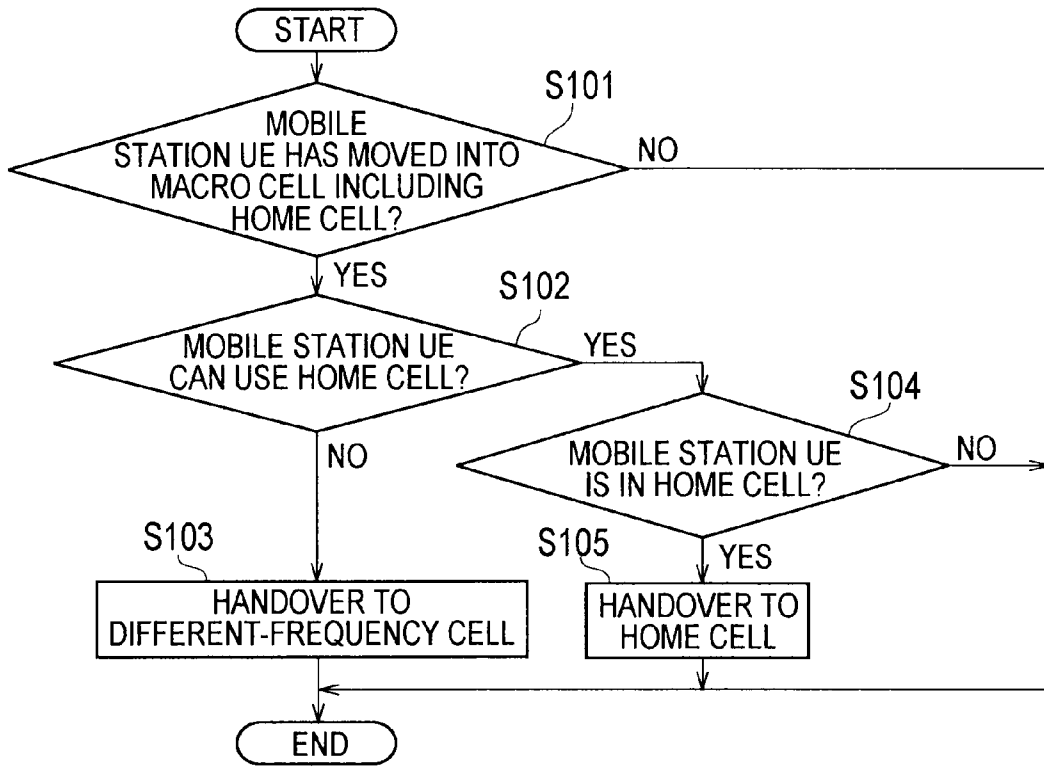 START
S101
MOBILE
STATION UE HAS MOVED INTO
MACRO CELL INCLUDING
HOME CELL?
NO
YES
S102
MOBILE STATION UE
CAN USE HOME CELL?
YES
NO
S104
MOBILE STATION UE
IS IN HOME CELL?
NO
YES
S103
HANDOVER TO
DIFFERENT-FREQUENCY CELL
S105
HANDOVER TO
HOME CELL
END